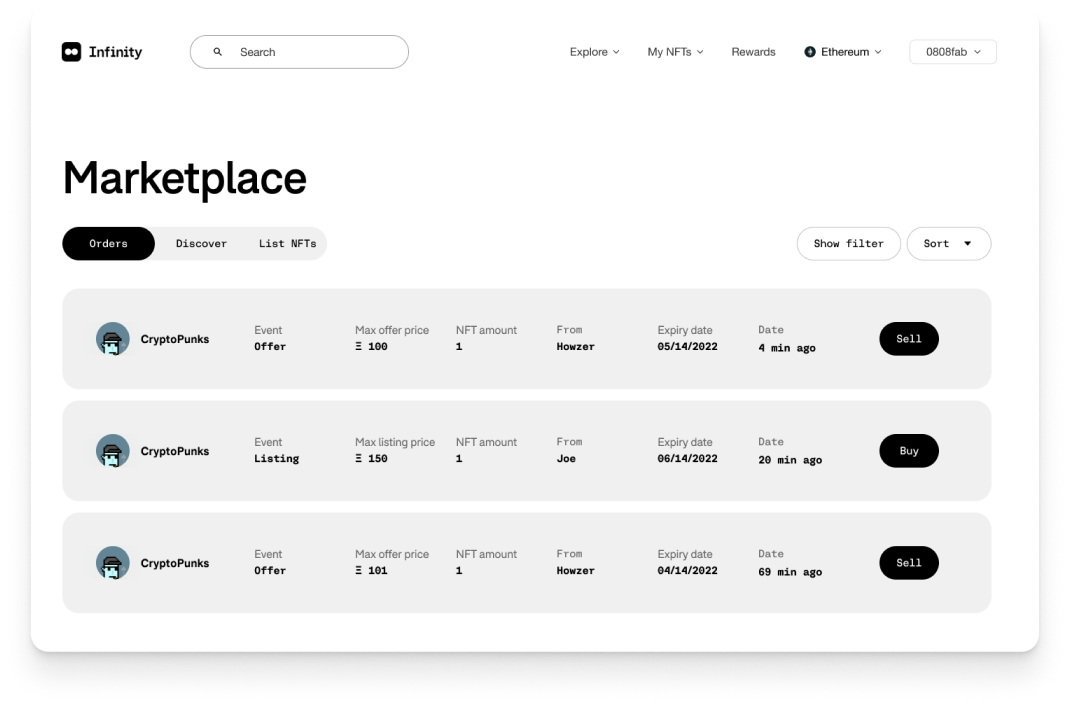 Infinity Search Explore My NFTs Rewards Ethereum 0808fab
Marketplace
Orders Discover List NFTs Show filter Sort
Event Max offer price NFT amount From Expiry date Date
CryptoPunks Sell
Offer Ξ 100 1 Howzer 05/14/2022 4 min ago
Event Max listing price NFT amount From Expiry date Date
CryptoPunks Buy
Listing Ξ 150 1 Joe 06/14/2022 20 min ago
Event Max offer price NFT amount From Expiry date Date
CryptoPunks Sell
Offer Ξ 101 1 Howzer 04/14/2022 69 min ago